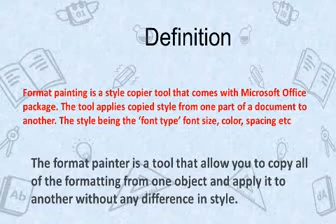 Definition
Format painting is a style copier tool that comes with Microsoft Office
package. The tool applies copied style from one part of a document to
another. The style being the ‘font type’ font size, color, spacing etc
The format painter is a tool that allow you to copy
all of the formatting from one object and apply it to
another without any difference in style.